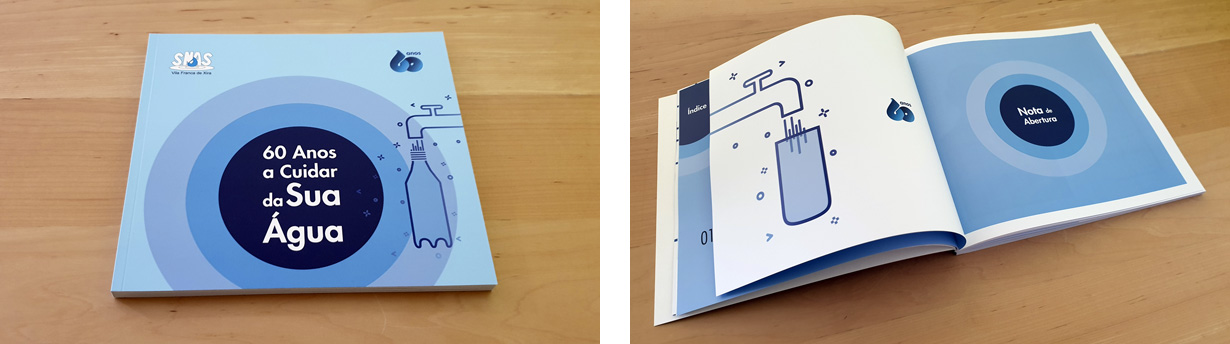 SMAS
Vila Franca de Xira
60 anos
60 Anos
a Cuidar
da Sua
Água
Índice
01
60 anos
Nota de
Abertura